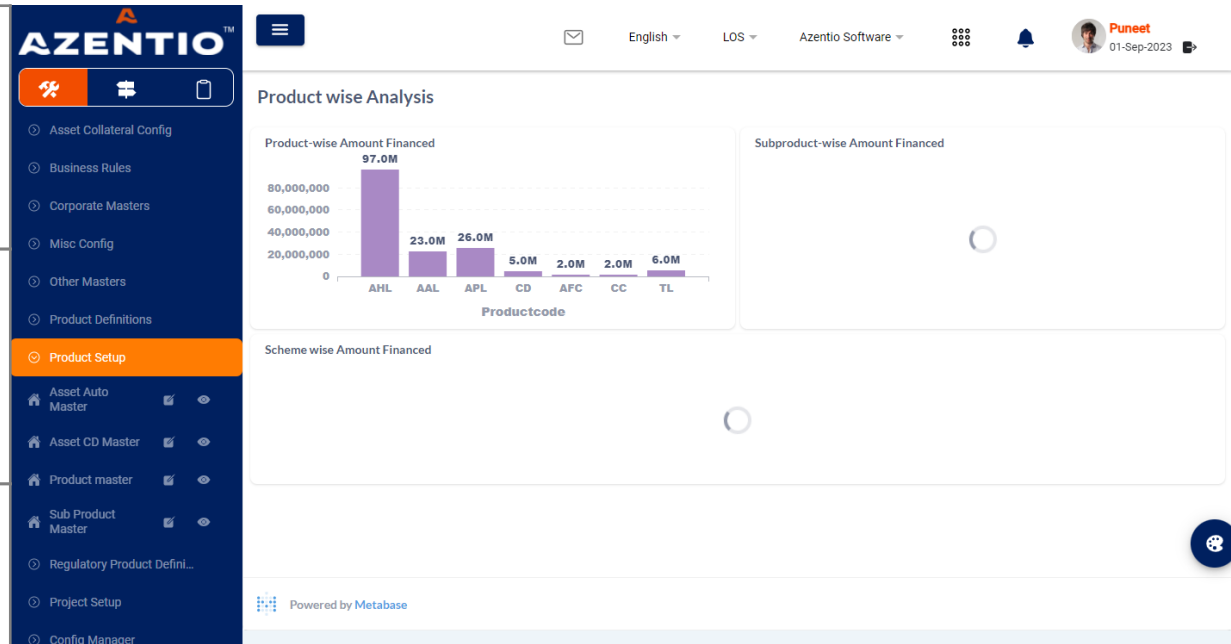 AZENTIO™
English
LOS
Azentio Software
Puneet
01-Sep-2023
Asset Collateral Config
Business Rules
Corporate Masters
Misc Config
Other Masters
Product Definitions
Product Setup
Asset Auto
Master
Asset CD Master
Product master
Sub Product
Master
Regulatory Product Defini...
Project Setup
Config Manager
Product wise Analysis
Product-wise Amount Financed
97.0M
80,000,000
60,000,000
40,000,000
20,000,000
0
23.0M
26.0M
5.0M
2.0M
2.0M
6.0M
AHL AAL APL CD AFC CC TL
Productcode
Subproduct-wise Amount Financed
Scheme wise Amount Financed
Powered by Metabase